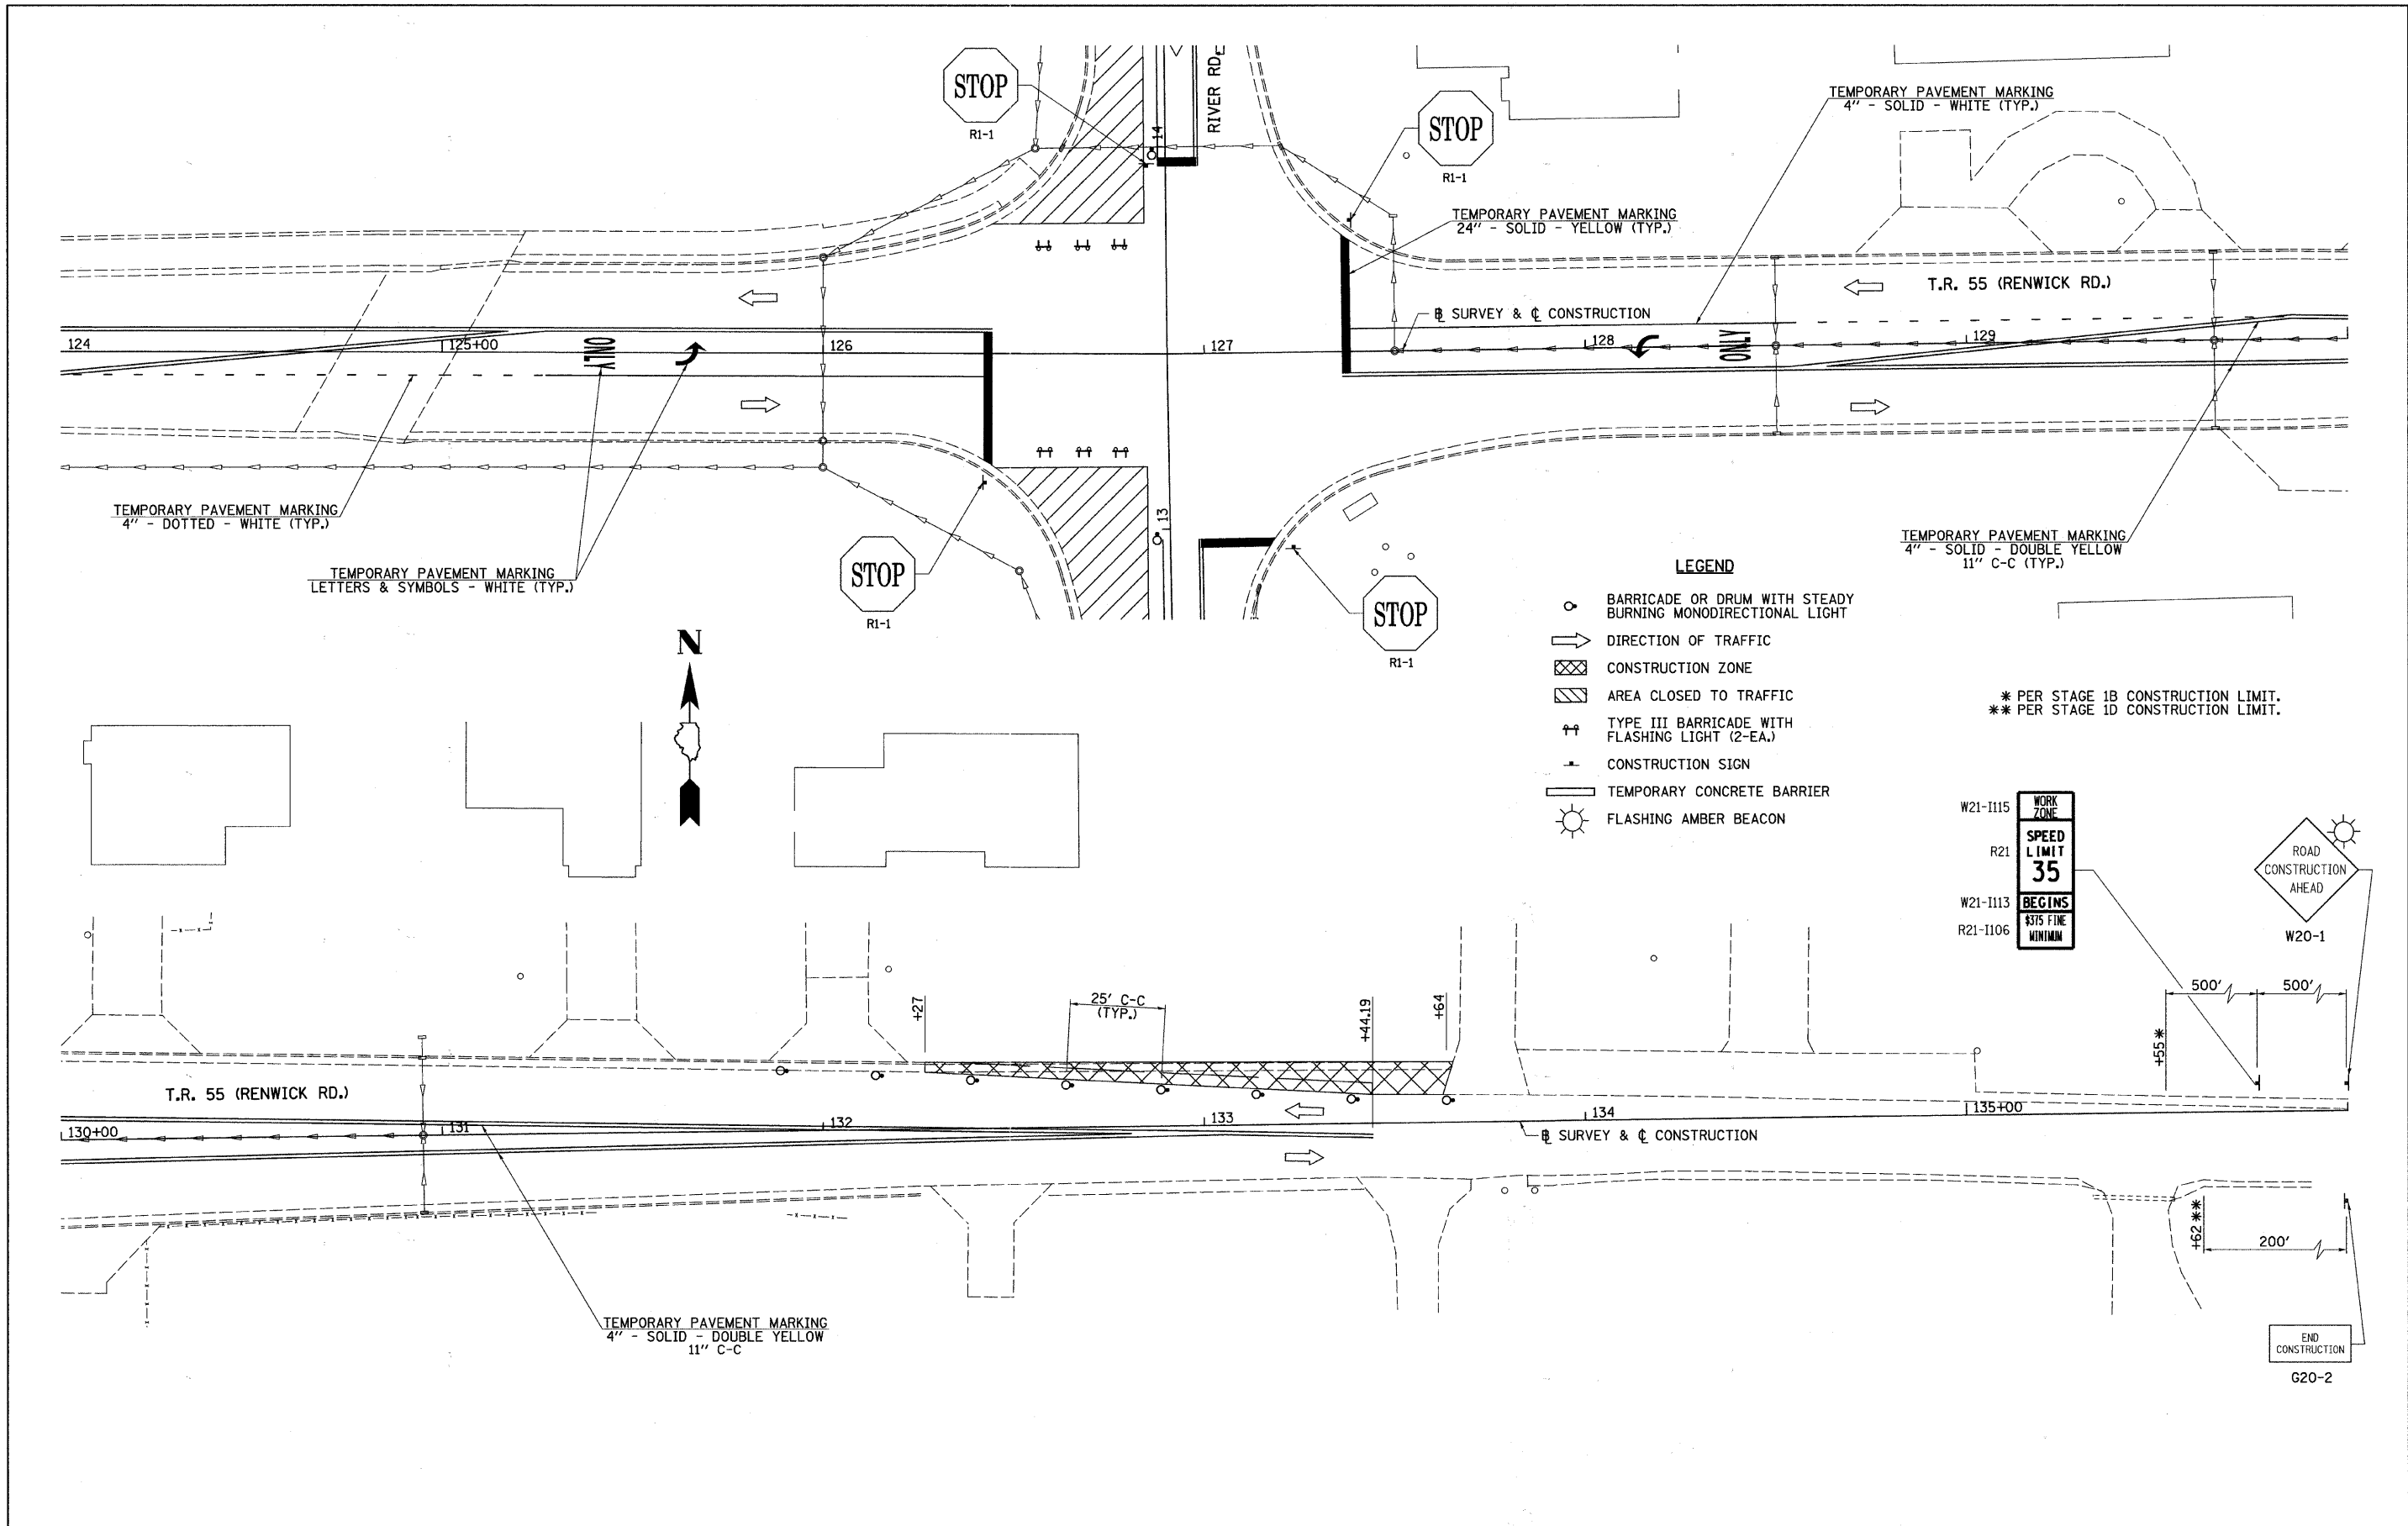 STOP
R1-1
14
RIVER RD.
STOP
R1-1
TEMPORARY PAVEMENT MARKING
4" - SOLID - WHITE (TYP.)
TEMPORARY PAVEMENT MARKING
24" - SOLID - YELLOW (TYP.)
T.R. 55 (RENWICK RD.)
℄ SURVEY & ℄ CONSTRUCTION
124
125+00
ONLY
126
127
128
ONLY
129
TEMPORARY PAVEMENT MARKING
4" - DOTTED - WHITE (TYP.)
TEMPORARY PAVEMENT MARKING
LETTERS & SYMBOLS - WHITE (TYP.)
13
STOP
R1-1
STOP
R1-1
TEMPORARY PAVEMENT MARKING
4" - SOLID - DOUBLE YELLOW
11" C-C (TYP.)
LEGEND
BARRICADE OR DRUM WITH STEADY
BURNING MONODIRECTIONAL LIGHT
DIRECTION OF TRAFFIC
CONSTRUCTION ZONE
AREA CLOSED TO TRAFFIC
TYPE III BARRICADE WITH
FLASHING LIGHT (2-EA.)
CONSTRUCTION SIGN
TEMPORARY CONCRETE BARRIER
FLASHING AMBER BEACON
N
* PER STAGE 1B CONSTRUCTION LIMIT.
** PER STAGE 1D CONSTRUCTION LIMIT.
W21-I115
WORK
ZONE
R21
SPEED
LIMIT
35
W21-I113
BEGINS
R21-I106
$375 FINE
MINIMUM
ROAD
CONSTRUCTION
AHEAD
W20-1
500'
500'
+55*
+27
25' C-C
(TYP.)
+44.19
+64
T.R. 55 (RENWICK RD.)
130+00
131
132
133
134
135+00
℄ SURVEY & ℄ CONSTRUCTION
+62**
200'
TEMPORARY PAVEMENT MARKING
4" - SOLID - DOUBLE YELLOW
11" C-C
END
CONSTRUCTION
G20-2